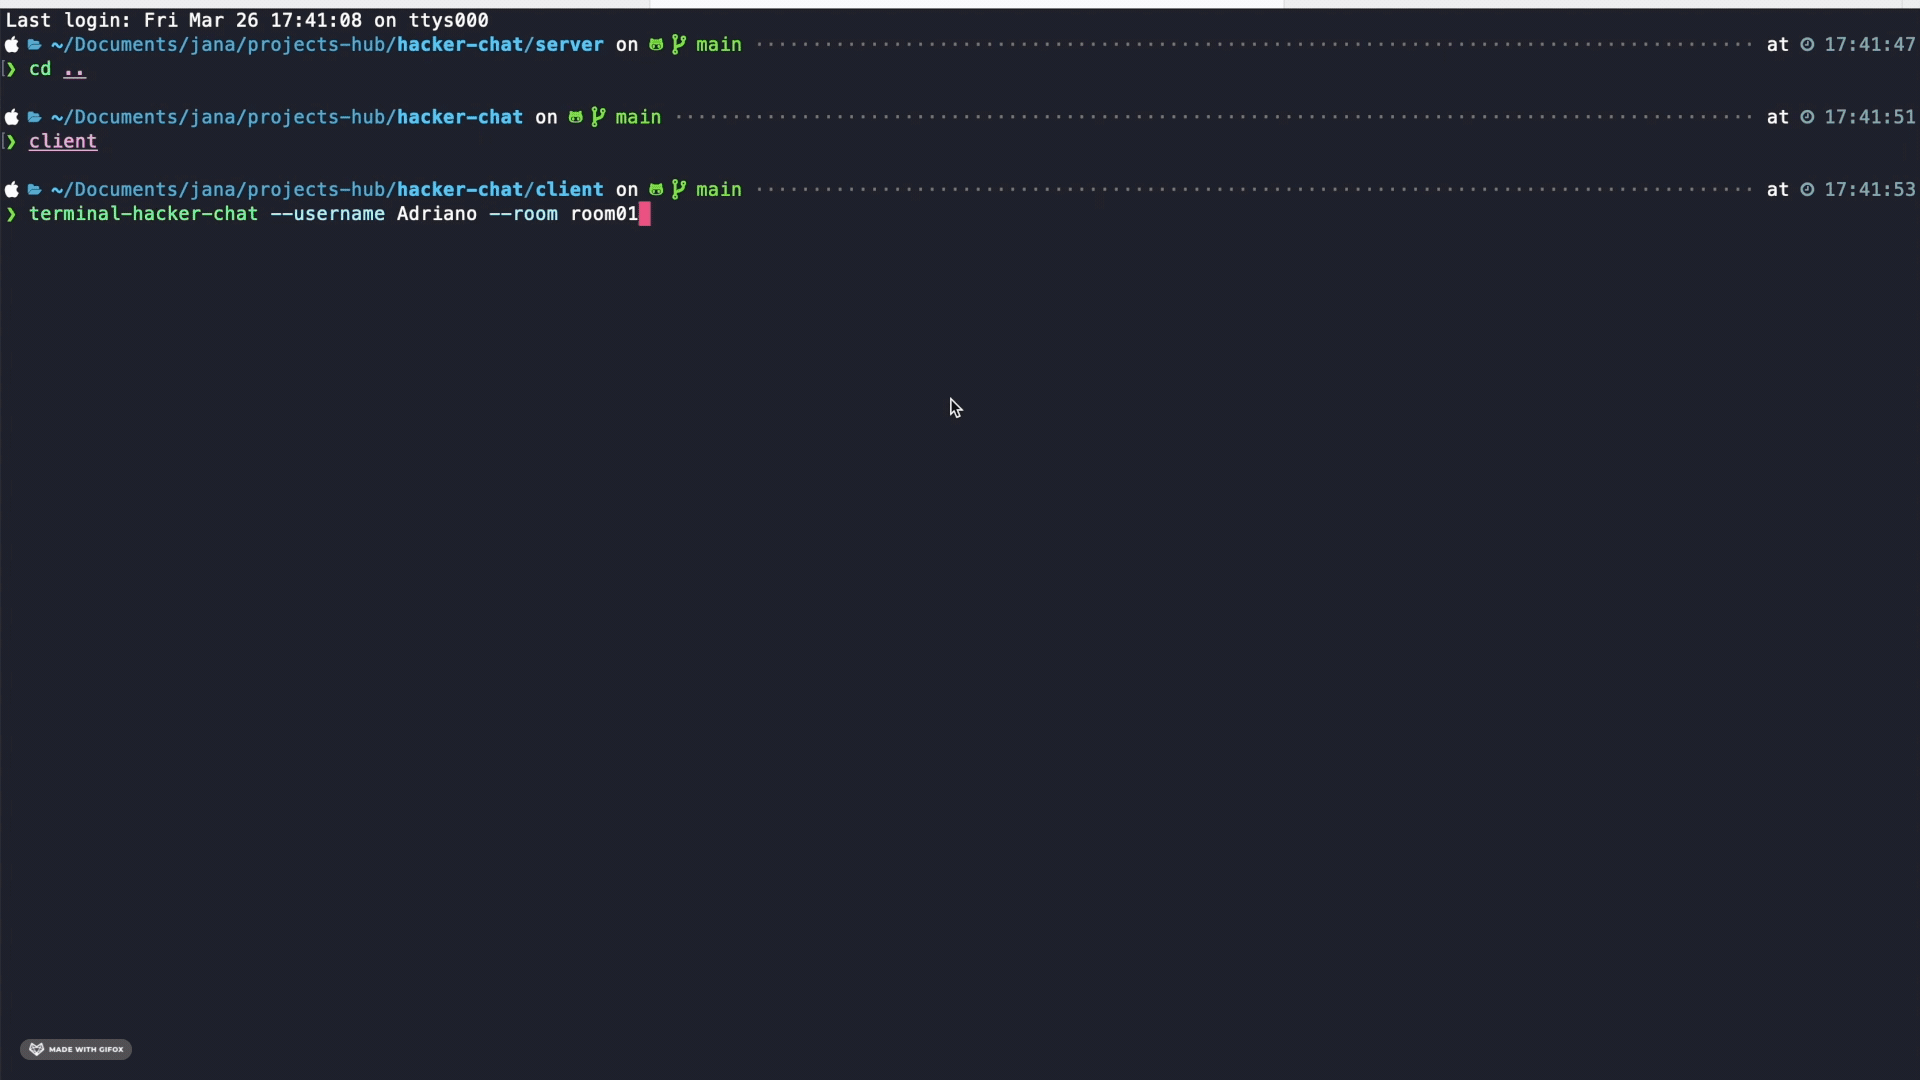 Last login: Fri Mar 26 17:41:08 on ttys000
~/Documents/jana/projects-hub/hacker-chat/server on main at 17:41:47
❯ cd ..
~/Documents/jana/projects-hub/hacker-chat on main at 17:41:51
❯ client
~/Documents/jana/projects-hub/hacker-chat/client on main at 17:41:53
❯ terminal-hacker-chat --username Adriano --room room01
MADE WITH GIFOX